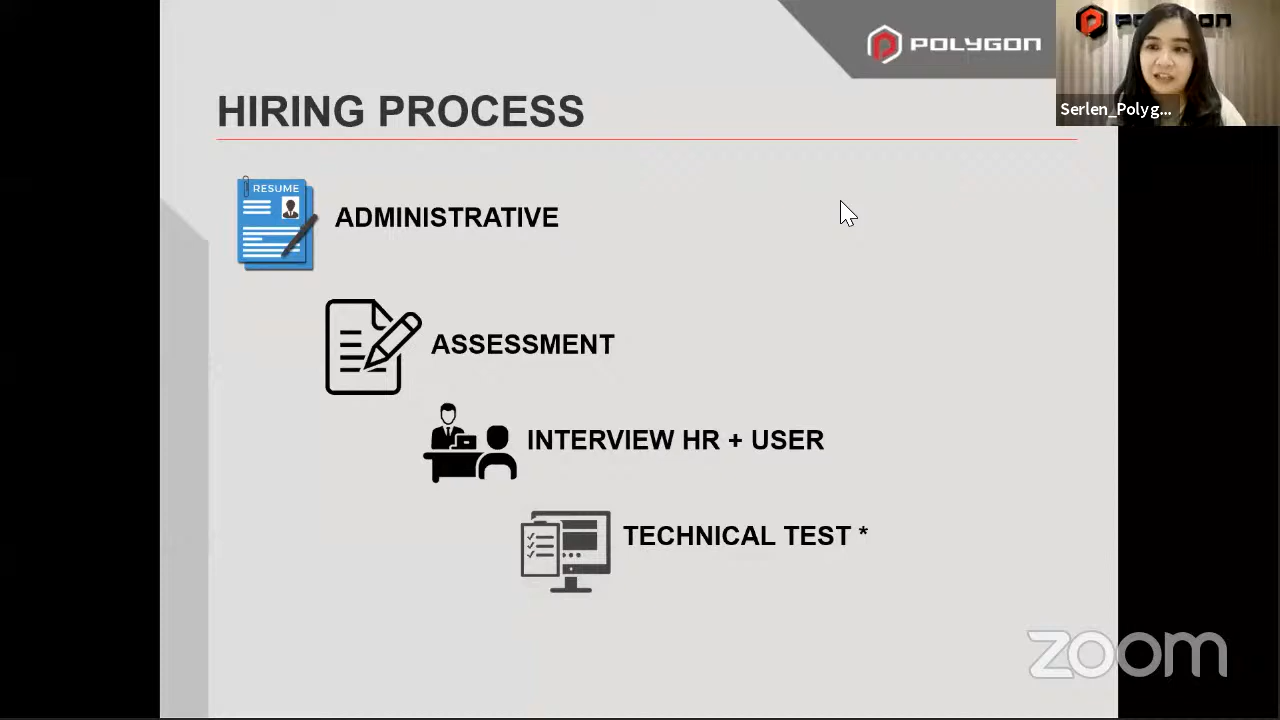 POLYGON
Serlen_Polyg...
HIRING PROCESS
RESUME
ADMINISTRATIVE
ASSESSMENT
INTERVIEW HR + USER
TECHNICAL TEST *
zoom